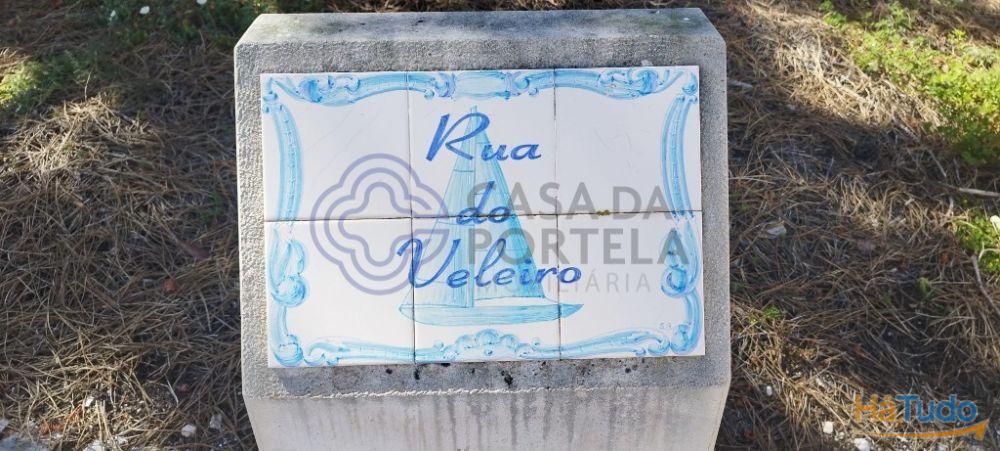 Rua
do
Veleiro
CASA DA
PORTELA
IMOBILIÁRIA
HáTudo